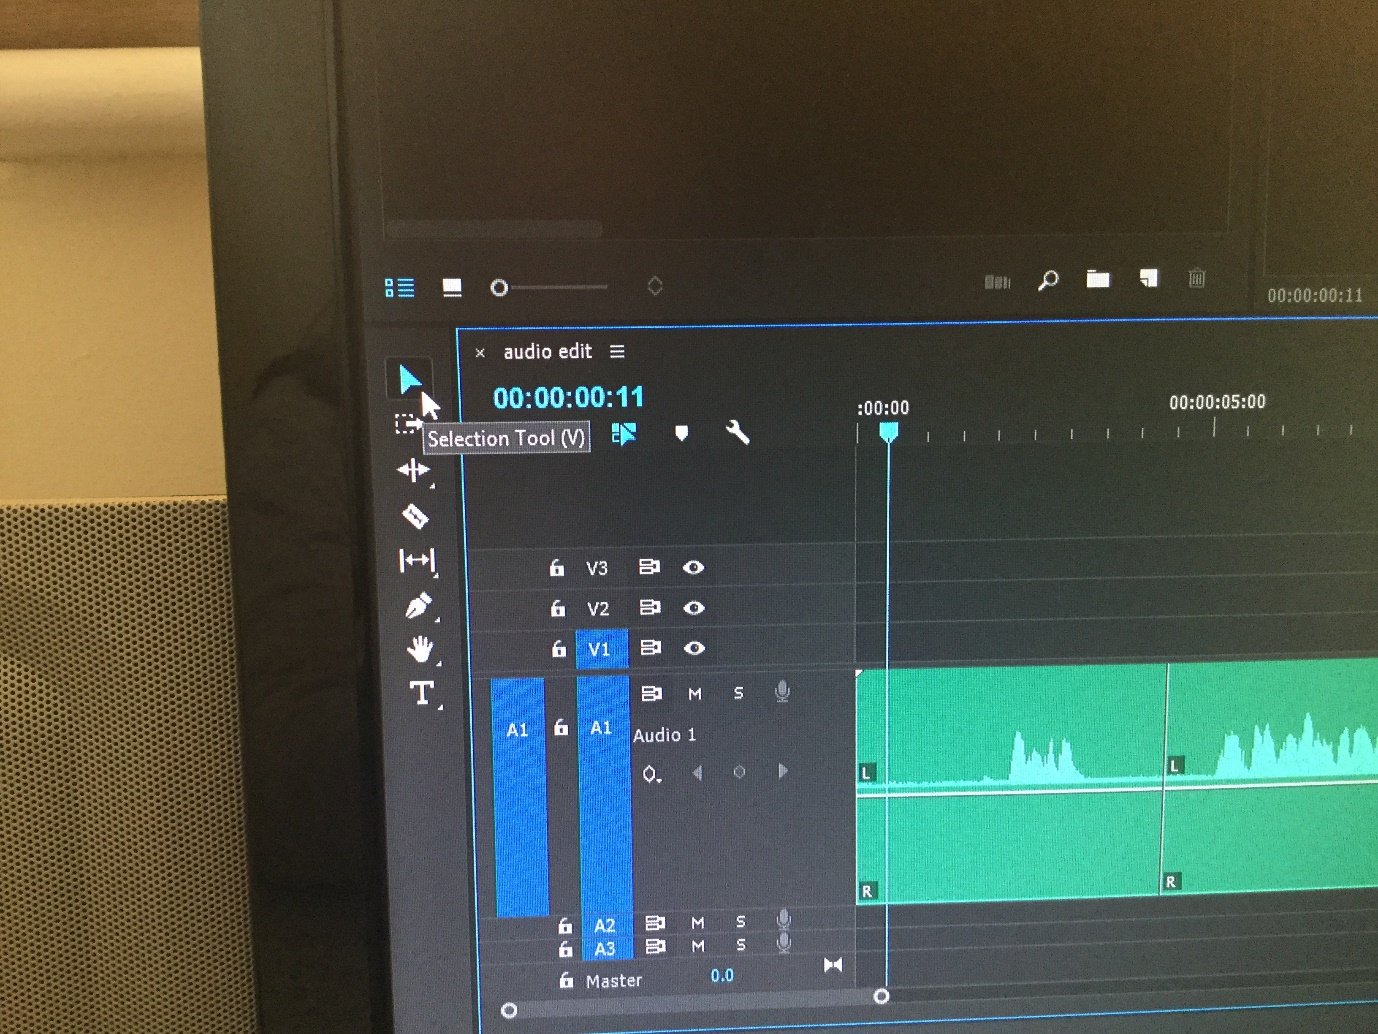 00:00:00:11
audio edit
00:00:00:11
:00:00
00:00:05:00
Selection Tool (V)
V3
V2
V1
M S
A1 A1
Audio 1
L
L
R
R
A2 M S
A3 M S
Master 0.0
T